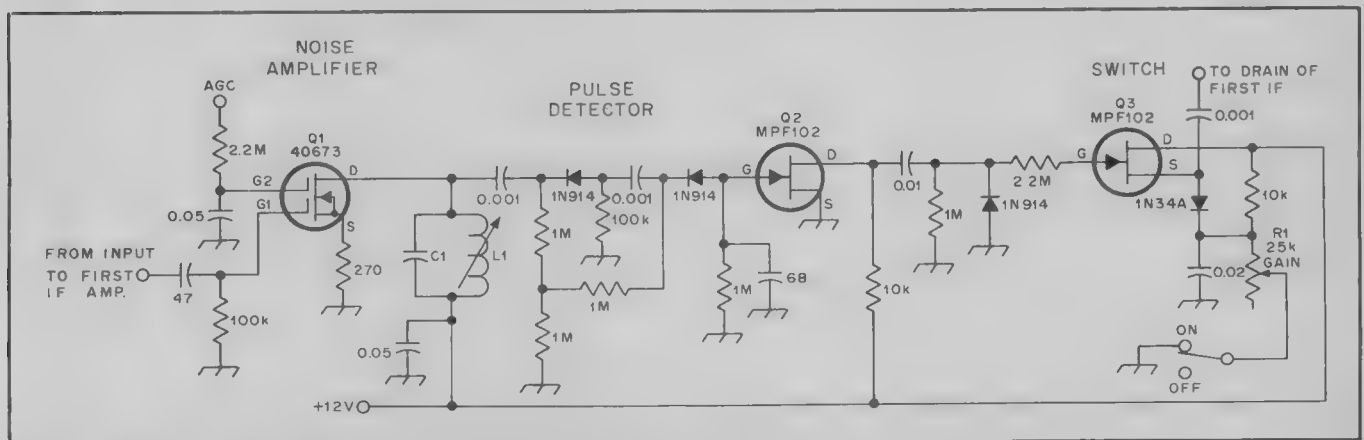 NOISE
AMPLIFIER
AGC
2.2M
Q1
40673
G2
G1
D
S
0.05
FROM INPUT
TO FIRST
IF AMP.
47
100k
270
C1
L1
0.05
+12V
PULSE
DETECTOR
0.001
1N914
0.001
100k
1M
1M
1M
1N914
Q2
MPF102
G
D
S
1M
68
10k
0.01
1M
1N914
2.2M
SWITCH
Q3
MPF102
G
D
S
TO DRAIN OF
FIRST IF
0.001
1N34A
10k
R1
25k
GAIN
0.02
ON
OFF